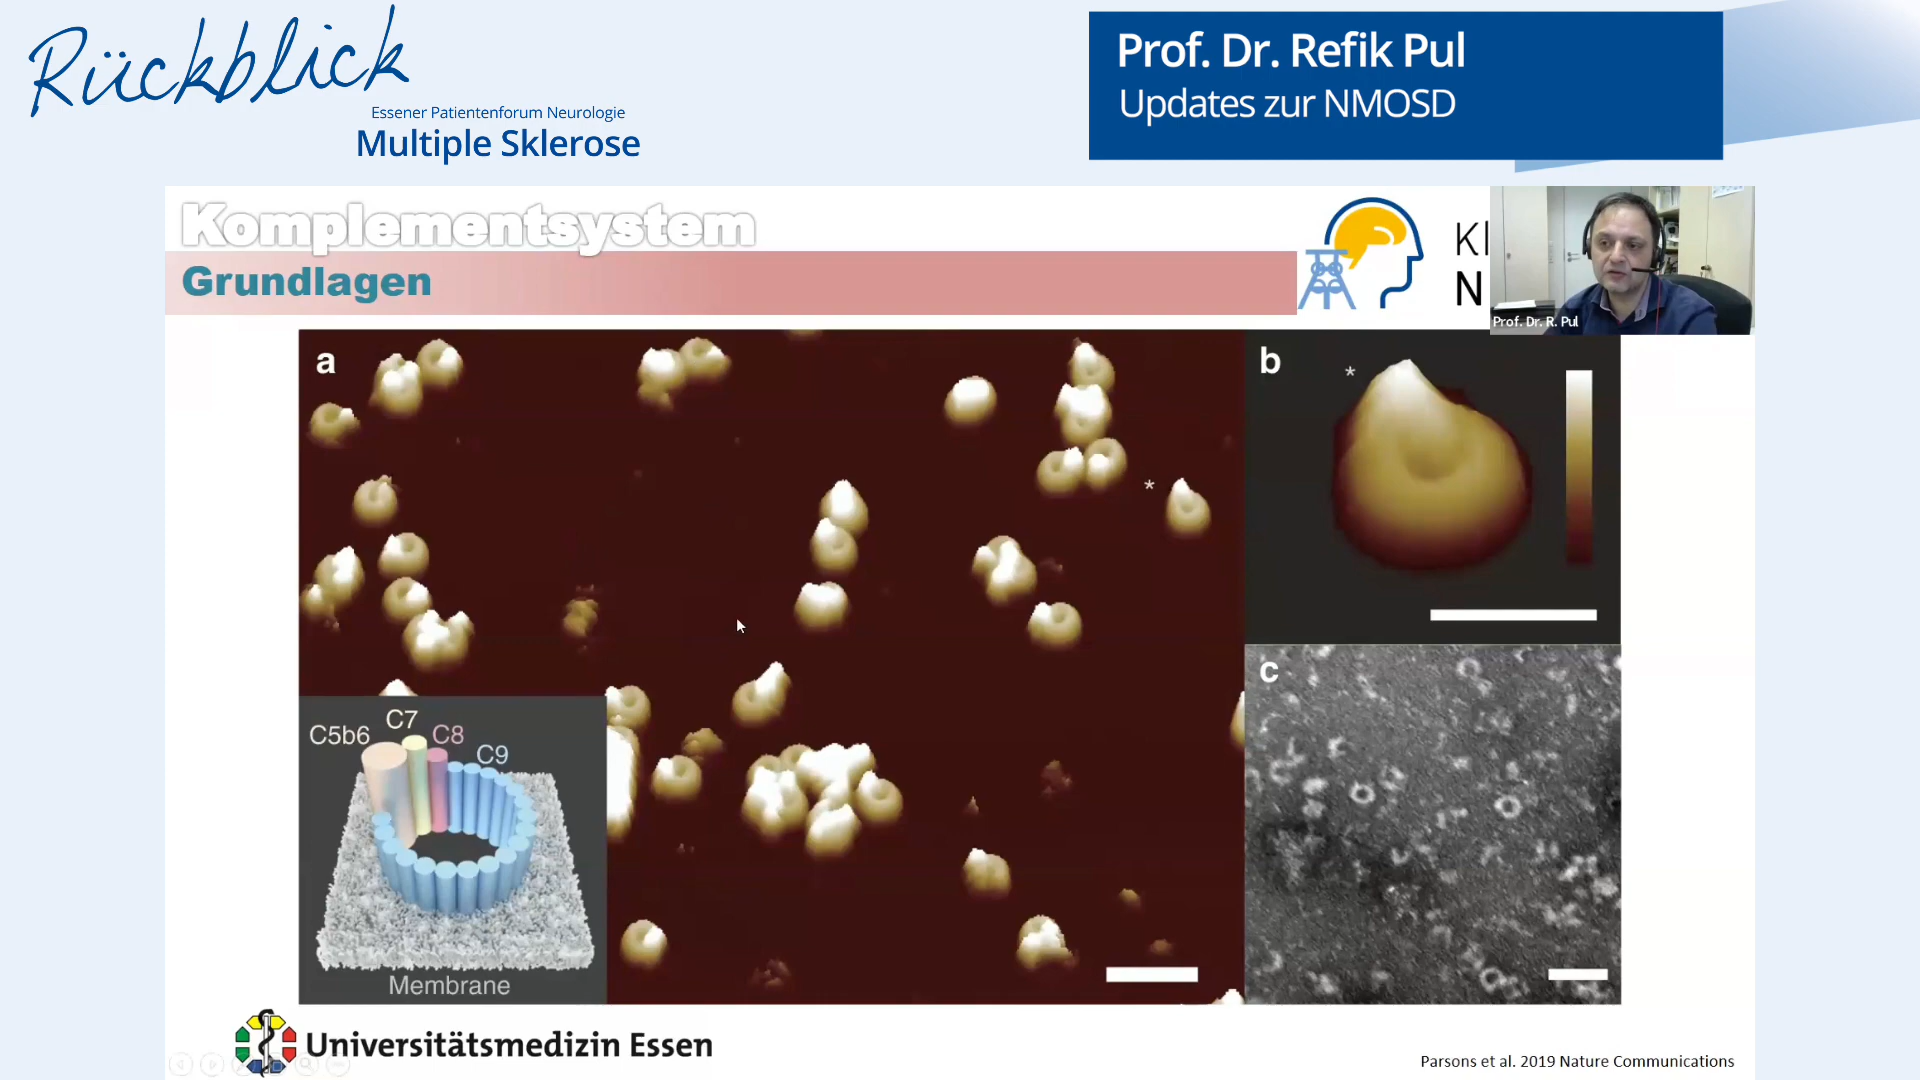 Rückblick
Essener Patientenforum Neurologie
Multiple Sklerose
Prof. Dr. Refik Pul
Updates zur NMOSD
Komplementsystem
Grundlagen
Kl
N
Prof. Dr. R. Pul
a
*
b
*
c
C5b6
C7
C8
C9
Membrane
Universitätsmedizin Essen
Parsons et al. 2019 Nature Communications